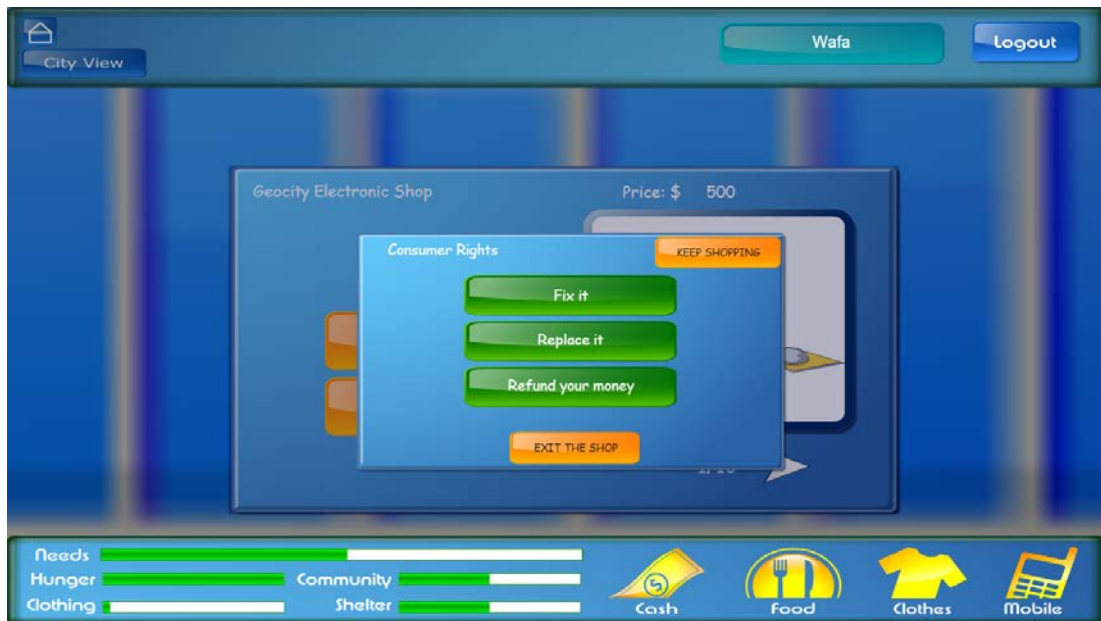 City View
Wafa
Logout
Geocity Electronic Shop
Price: $ 500
Consumer Rights
KEEP SHOPPING
Fix it
Replace it
Refund your money
EXIT THE SHOP
Needs
Hunger
Community
Clothing
Shelter
Cash
Food
Clothes
Mobile